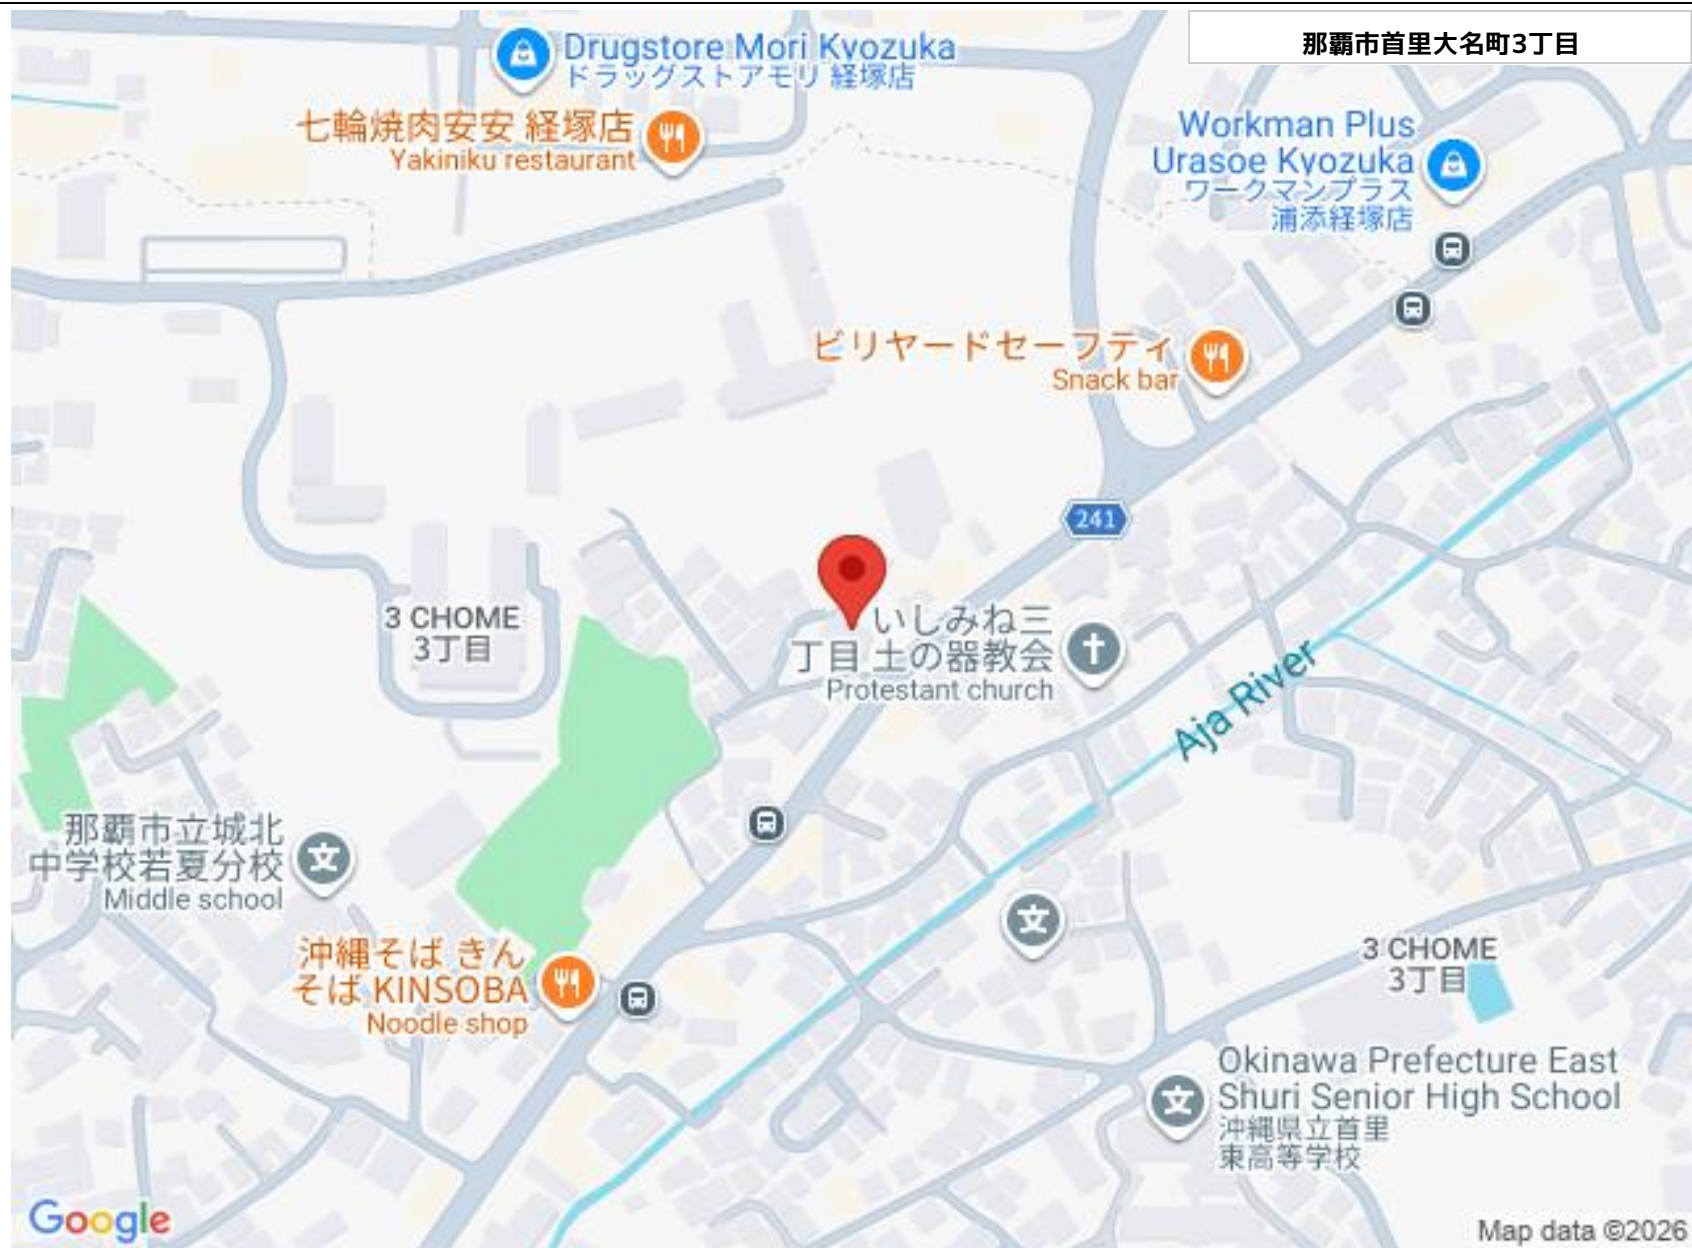 那覇市首里大名町3丁目
Drugstore Mori Kyozuka
ドラッグストアモリ 経塚店
七輪焼肉安安 経塚店
Yakiniku restaurant
Workman Plus
Urasoe Kyozuka
ワークマンプラス
浦添経塚店
ビリヤードセーフティ
Snack bar
241
3 CHOME
3丁目
いしみね三
丁目 土の器教会
Protestant church
Aja River
那覇市立城北
中学校若夏分校
Middle school
文
文
沖縄そば きん
そば KINSOBA
Noodle shop
3 CHOME
3丁目
Okinawa Prefecture East
Shuri Senior High School
沖縄県立首里
東高等学校
文
Google
Map data ©2026